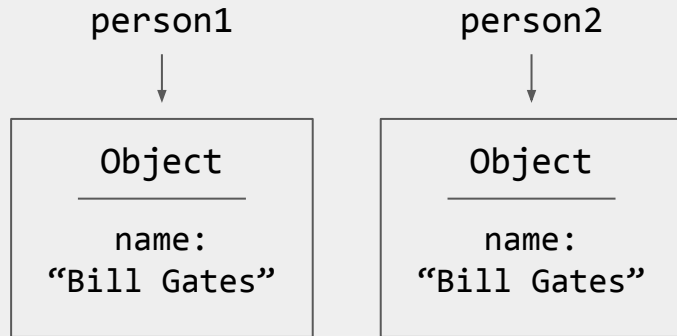 person1
person2
Object
name:
“Bill Gates”
Object
name:
“Bill Gates”